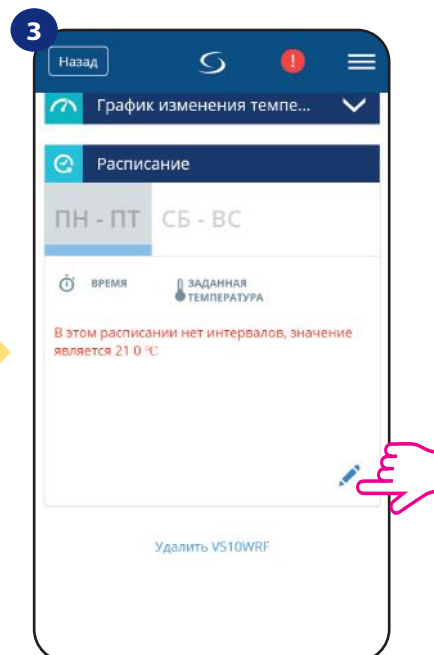 3
Назад
!
График изменения темпе...
Расписание
ПН - ПТ СБ - ВС
ВРЕМЯ ЗАДАННАЯ
ТЕМПЕРАТУРА
В этом расписании нет интервалов, значение
является 21 0 °C
Удалить VS10WRF